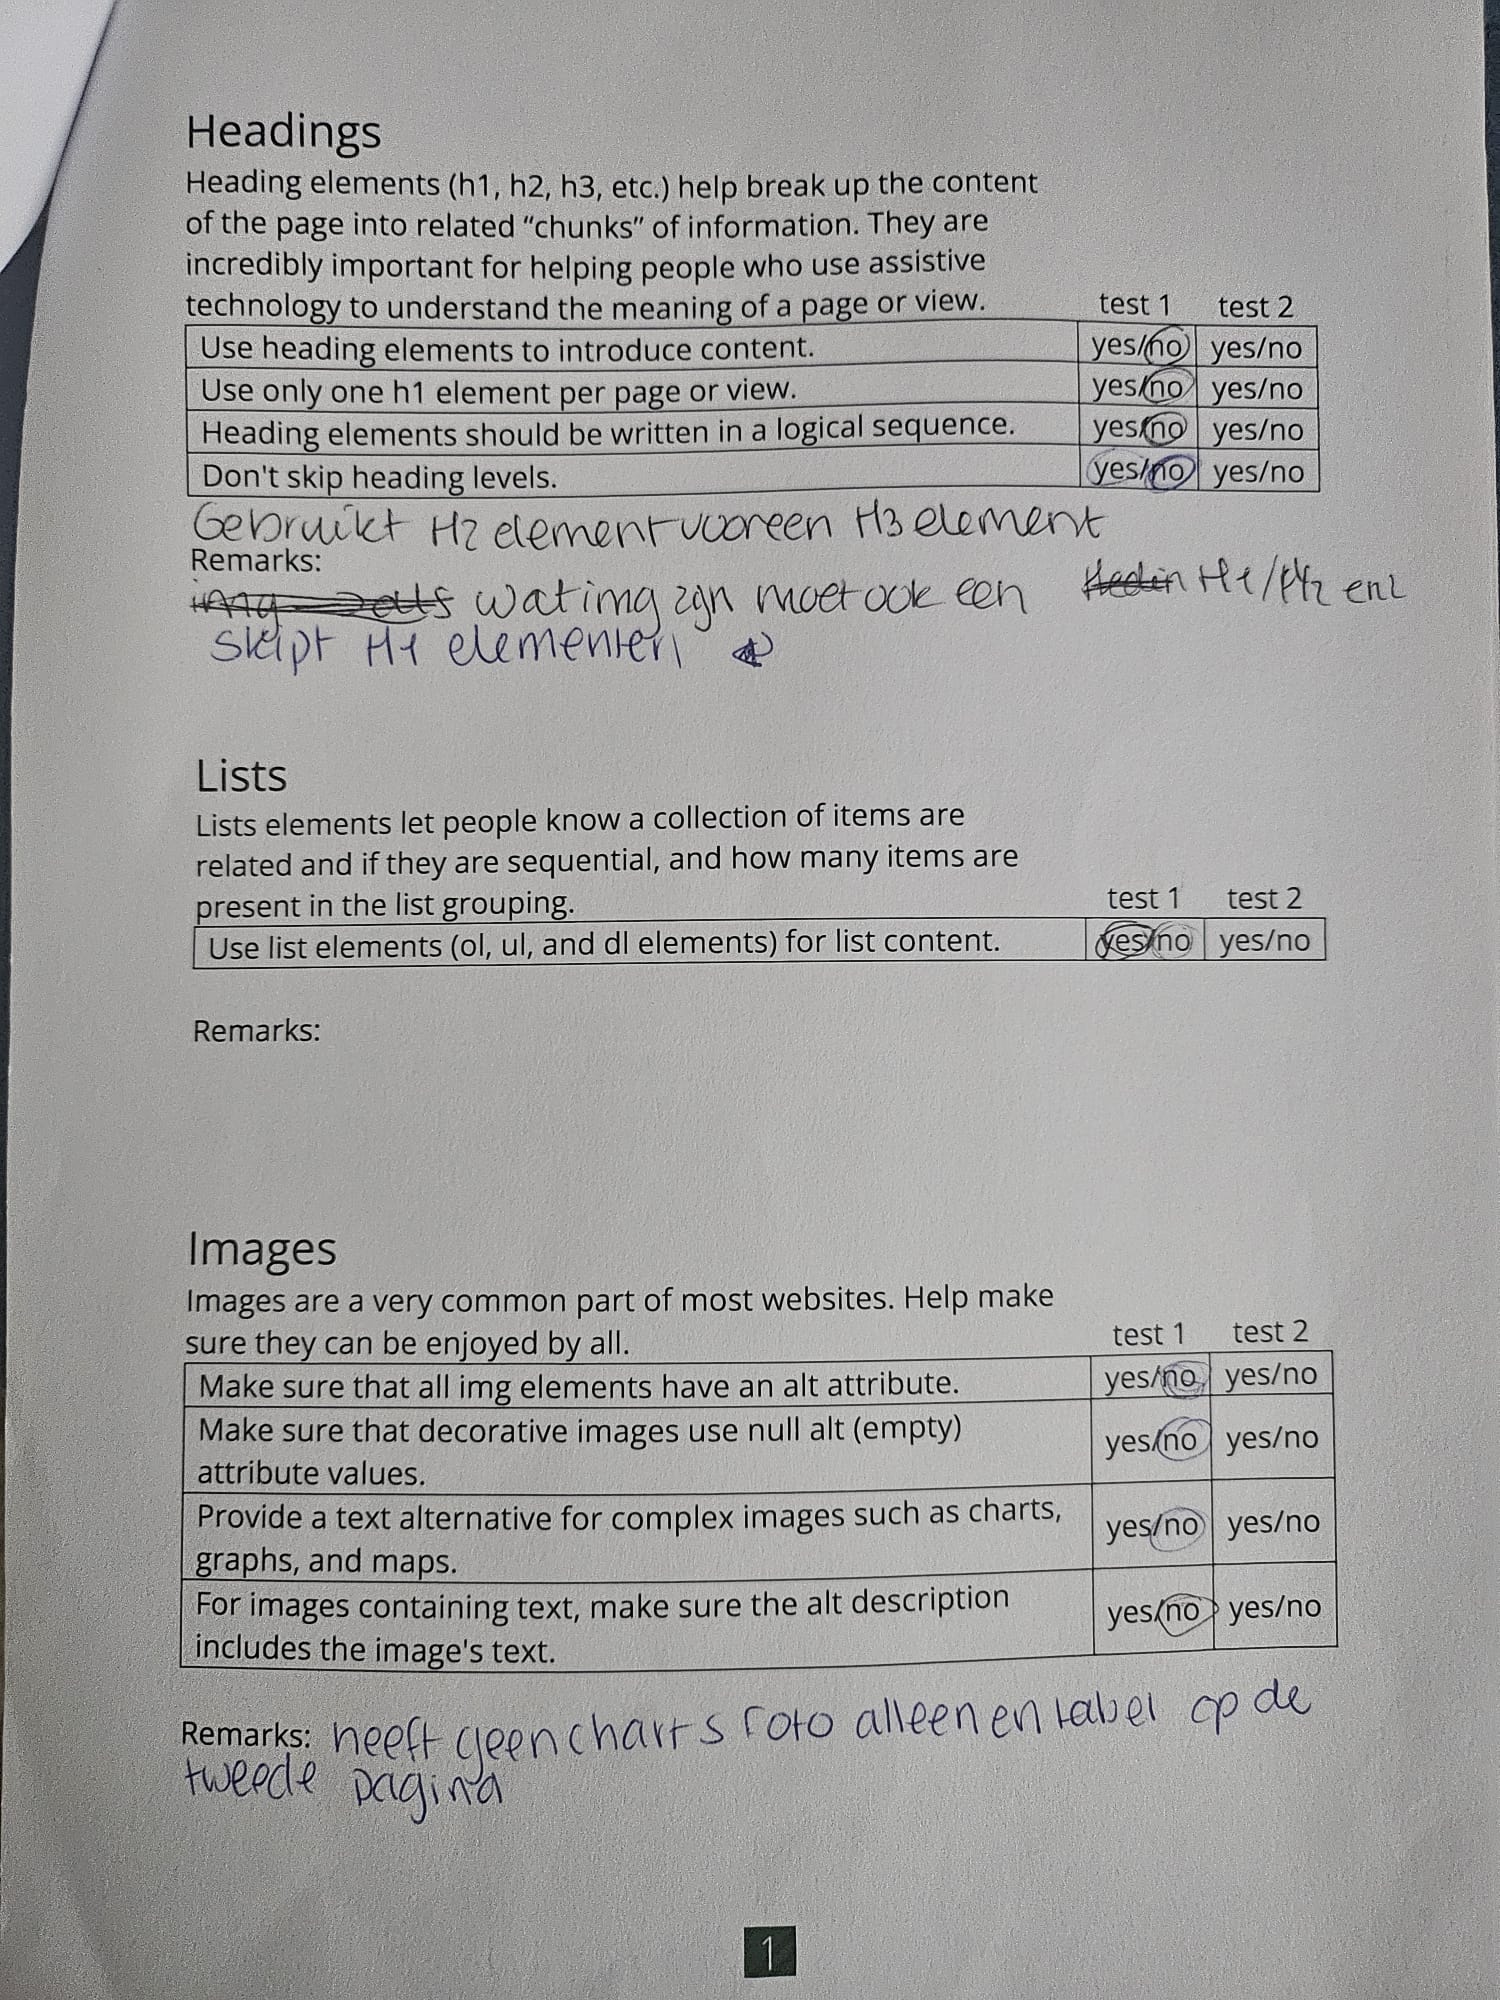 Headings
Heading elements (h1, h2, h3, etc.) help break up the content
of the page into related “chunks” of information. They are
incredibly important for helping people who use assistive
technology to understand the meaning of a page or view. test 1 test 2
Use heading elements to introduce content. yes/no yes/no
Use only one h1 element per page or view. yes/no yes/no
Heading elements should be written in a logical sequence. yes/no yes/no
Don't skip heading levels. yes/no yes/no
Gebruikt H2 element voor een H3 element
Remarks:
wat img zijn moet ook een H1/H2 enz
skipt H1 elementen
Lists
Lists elements let people know a collection of items are
related and if they are sequential, and how many items are
present in the list grouping. test 1 test 2
Use list elements (ol, ul, and dl elements) for list content. yes/no yes/no
Remarks:
Images
Images are a very common part of most websites. Help make
sure they can be enjoyed by all. test 1 test 2
Make sure that all img elements have an alt attribute. yes/no yes/no
Make sure that decorative images use null alt (empty)
attribute values. yes/no yes/no
Provide a text alternative for complex images such as charts,
graphs, and maps. yes/no yes/no
For images containing text, make sure the alt description
includes the image's text. yes/no yes/no
Remarks: heeft geen charts foto alleen en tabel op de
tweede pagina
1